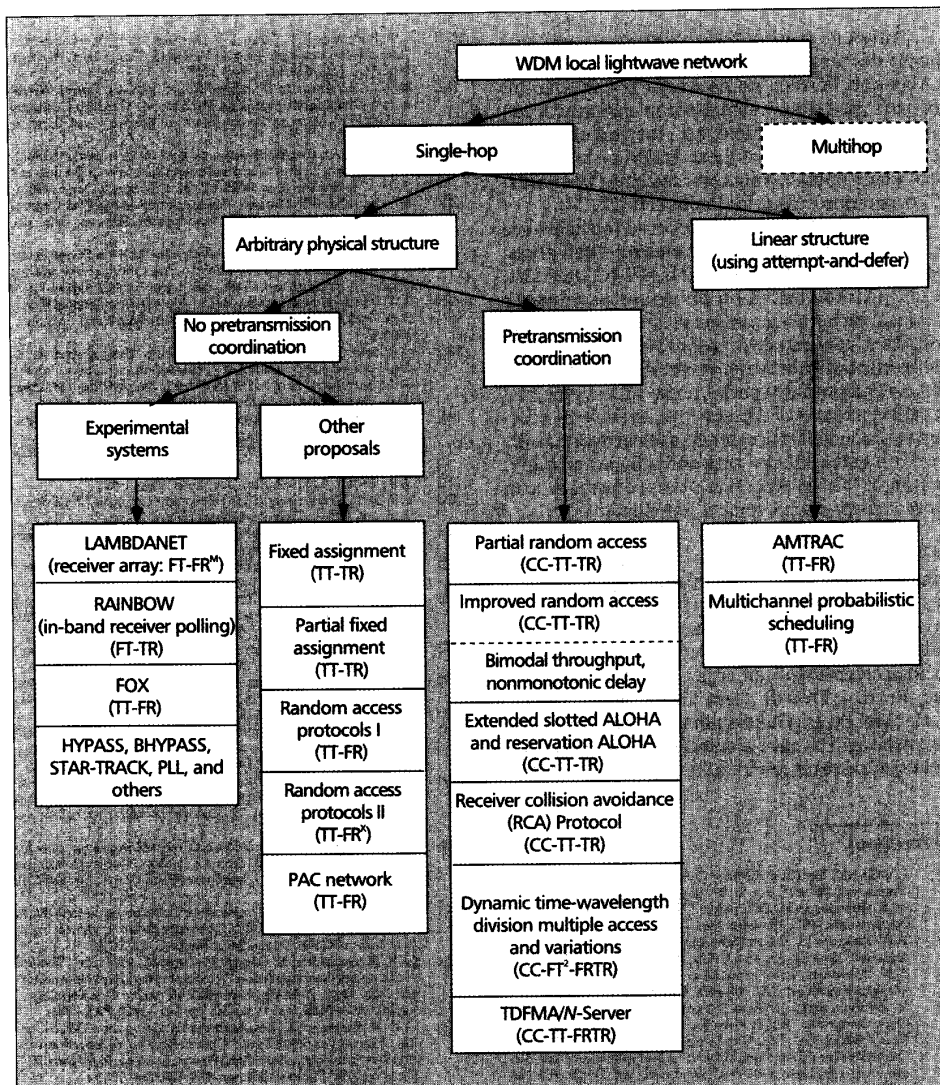 WDM local lightwave network
Single-hop
Multihop
Arbitrary physical structure
Linear structure
(using attempt-and-defer)
No pretransmission
coordination
Pretransmission
coordination
Experimental
systems
Other
proposals
LAMBDANET
(receiver array: FT-FRᴹ)
RAINBOW
(in-band receiver polling)
(FT-TR)
FOX
(TT-FR)
HYPASS, BHYPASS,
STAR-TRACK, PLL, and
others
Fixed assignment
(TT-TR)
Partial fixed
assignment
(TT-TR)
Random access
protocols I
(TT-FR)
Random access
protocols II
(TT-FRˣ)
PAC network
(TT-FR)
Partial random access
(CC-TT-TR)
Improved random access
(CC-TT-TR)
Bimodal throughput,
nonmonotonic delay
Extended slotted ALOHA
and reservation ALOHA
(CC-TT-TR)
Receiver collision avoidance
(RCA) Protocol
(CC-TT-TR)
Dynamic time-wavelength
division multiple access
and variations
(CC-FT²-FRTR)
TDFMA/N-Server
(CC-TT-FRTR)
AMTRAC
(TT-FR)
Multichannel probabilistic
scheduling
(TT-FR)